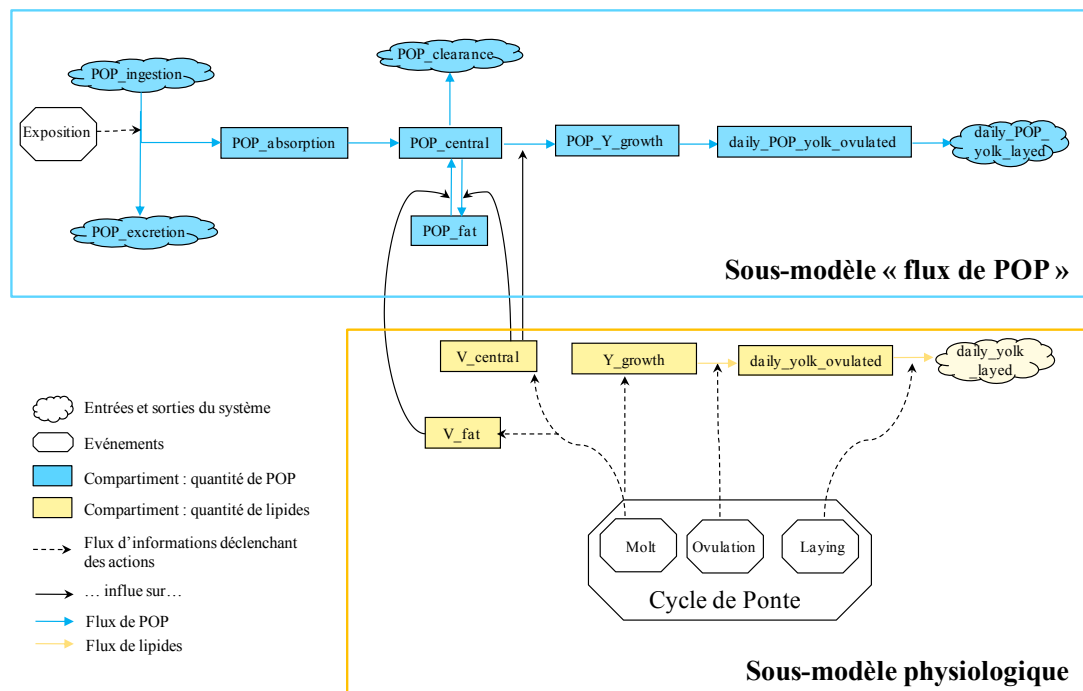 POP_clearance
POP_ingestion
Exposition
POP_absorption
POP_central
POP_Y_growth
daily_POP_yolk_ovulated
daily_POP_
yolk_layed
POP_excretion
POP_fat
Sous-modèle « flux de POP »
V_central
Y_growth
daily_yolk_ovulated
daily_yolk
_layed
V_fat
Entrées et sorties du système
Evénements
Compartiment : quantité de POP
Compartiment : quantité de lipides
Flux d’informations déclenchant
des actions
… influe sur…
Flux de POP
Flux de lipides
Molt
Ovulation
Laying
Cycle de Ponte
Sous-modèle physiologique